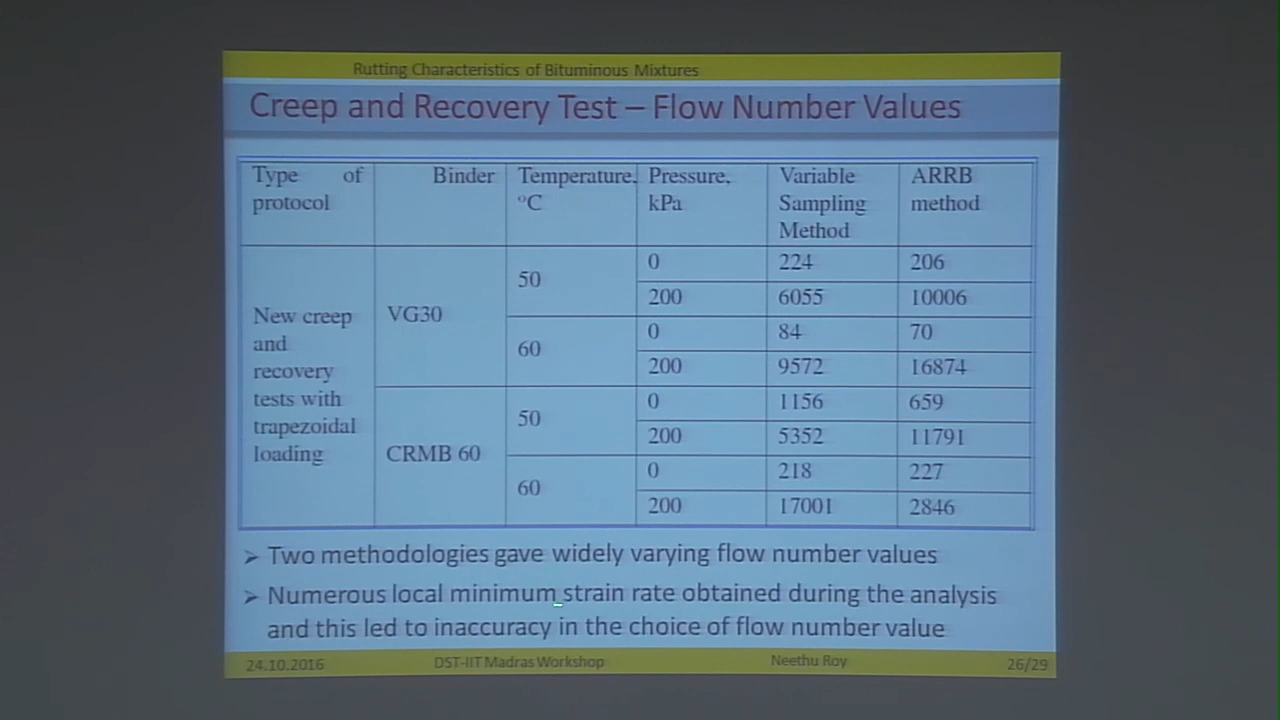 Rutting Characteristics of Bituminous Mixtures
Creep and Recovery Test – Flow Number Values
Type of protocol Binder Temperature, °C Pressure, kPa Variable Sampling Method ARRB method
New creep and recovery tests with trapezoidal loading VG30 50 0 224 206
200 6055 10006
60 0 84 70
200 9572 16874
CRMB 60 50 0 1156 659
200 5352 11791
60 0 218 227
200 17001 2846
➢ Two methodologies gave widely varying flow number values
➢ Numerous local minimum strain rate obtained during the analysis
and this led to inaccuracy in the choice of flow number value
24.10.2016 DST-IIT Madras Workshop Neethu Roy 26/29